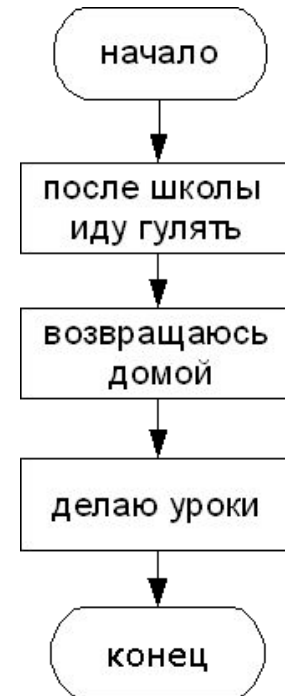 начало
после школы
иду гулять
возвращаюсь
домой
делаю уроки
конец